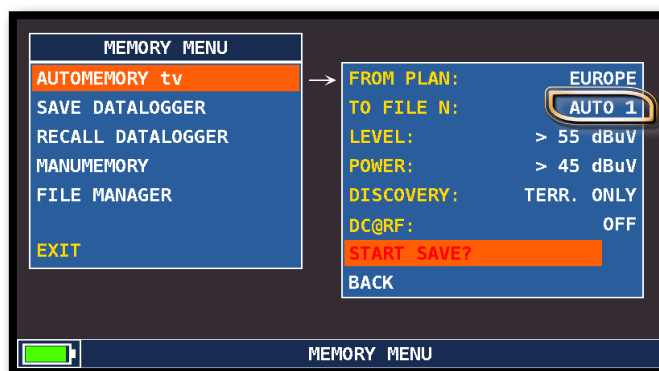 MEMORY MENU
AUTOMEMORY tv
SAVE DATALOGGER
RECALL DATALOGGER
MANUMEMORY
FILE MANAGER
EXIT
FROM PLAN: EUROPE
TO FILE N: AUTO 1
LEVEL: > 55 dBuV
POWER: > 45 dBuV
DISCOVERY: TERR. ONLY
DC@RF: OFF
START SAVE?
BACK
MEMORY MENU